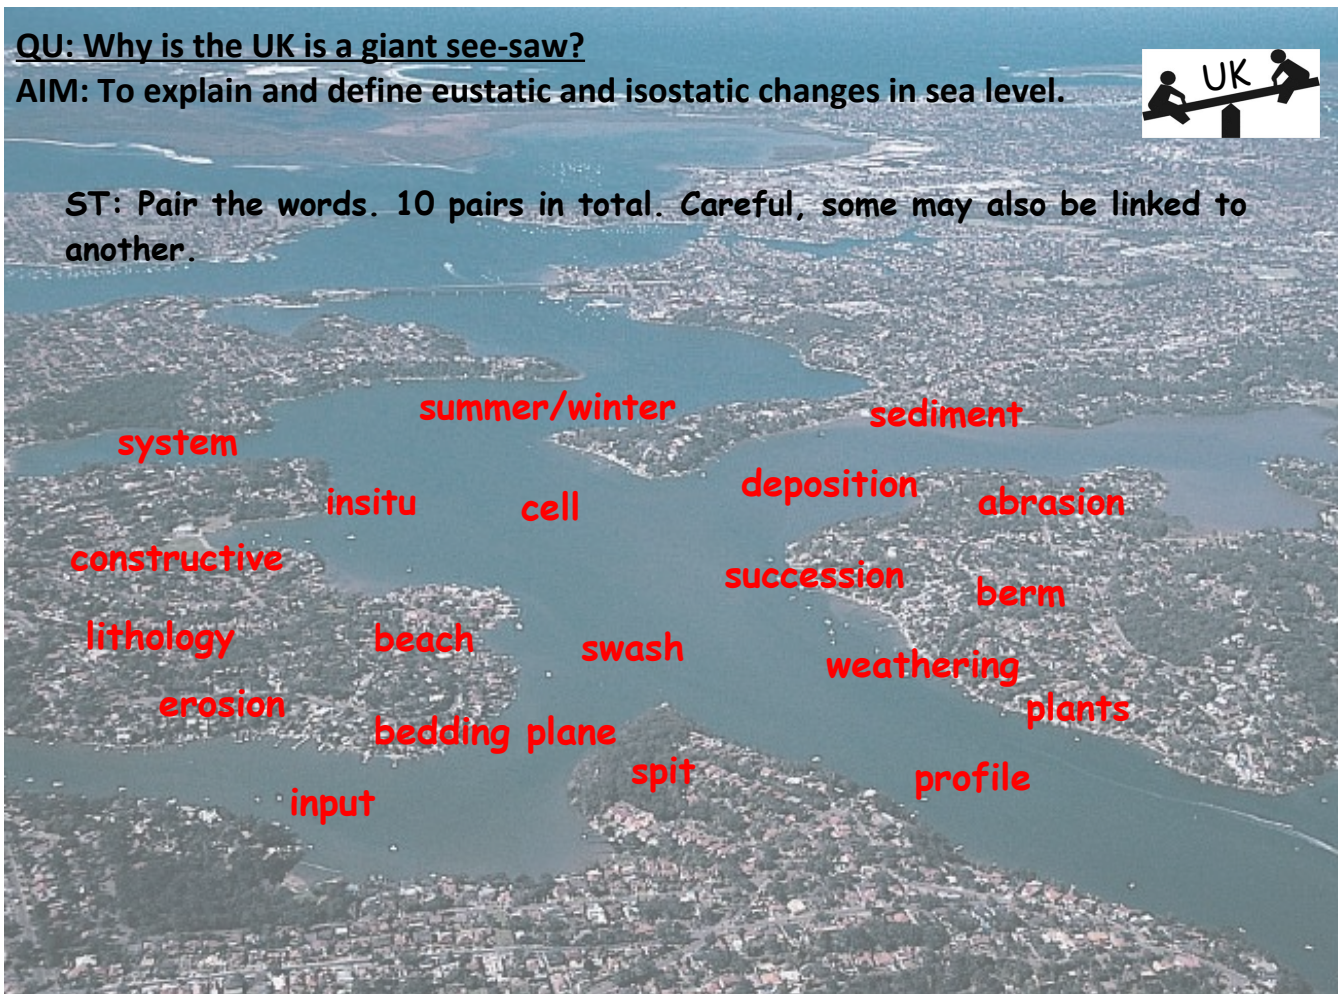 QU: Why is the UK is a giant see-saw?
AIM: To explain and define eustatic and isostatic changes in sea level.
UK
ST: Pair the words. 10 pairs in total. Careful, some may also be linked to
another.
summer/winter
sediment
system
deposition
insitu
cell
abrasion
constructive
succession
berm
lithology
beach
swash
weathering
erosion
plants
bedding plane
spit
profile
input